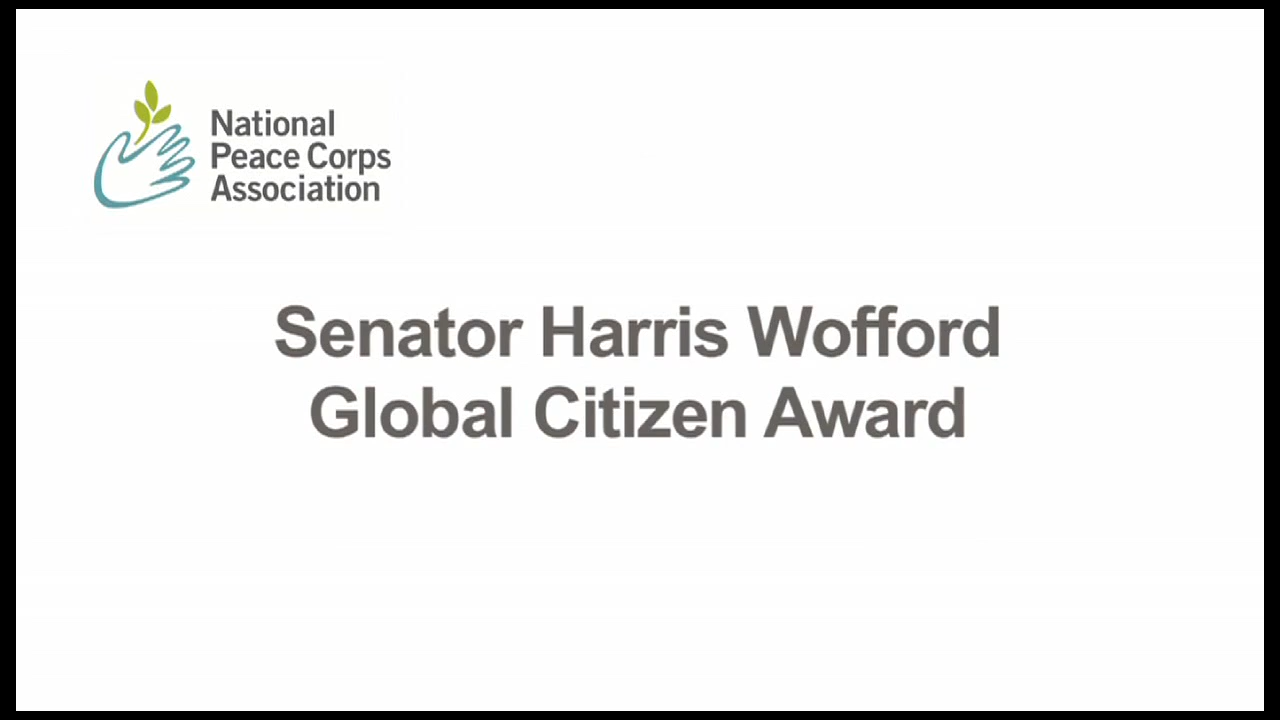 National
Peace Corps
Association
Senator Harris Wofford
Global Citizen Award